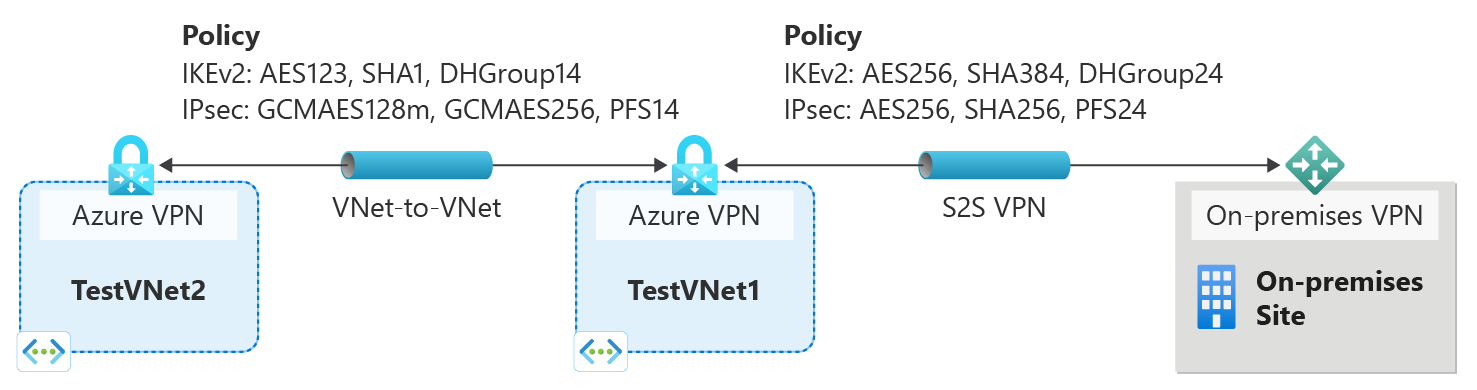 Policy
IKEv2: AES123, SHA1, DHGroup14
IPsec: GCMAES128m, GCMAES256, PFS14
Policy
IKEv2: AES256, SHA384, DHGroup24
IPsec: AES256, SHA256, PFS24
Azure VPN
TestVNet2
VNet-to-VNet
Azure VPN
TestVNet1
S2S VPN
On-premises VPN
On-premises
Site